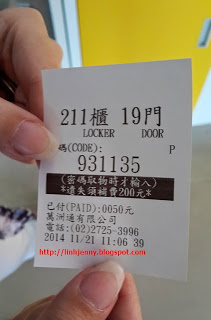 211櫃 19門
LOCKER DOOR
碼(CODE): P
931135
(密碼取物時才輸入)
*遺失須補費200元*
已付(PAID):0050元
萬洲通有限公司
電話:(02)2725-3996
2014 11/21 11 06 39
http://linhjenny.blogspot.com